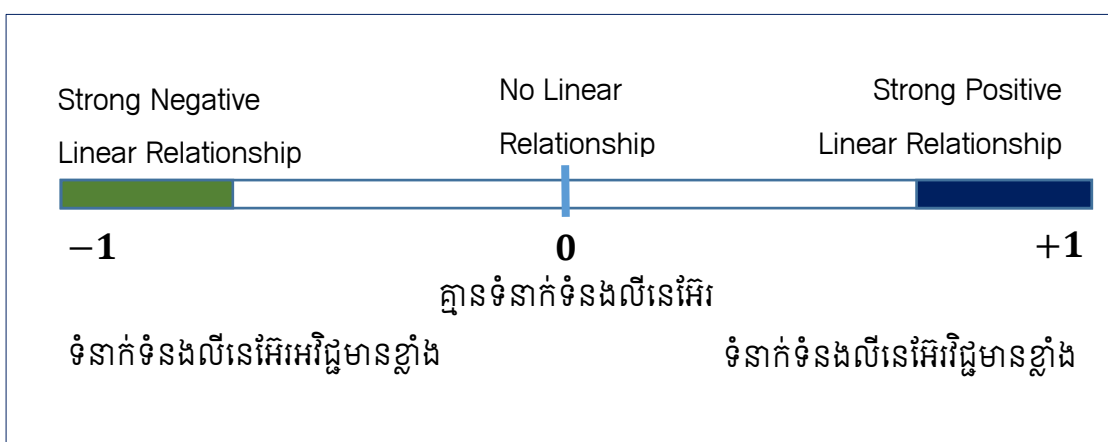 Strong Negative
Linear Relationship
No Linear
Relationship
Strong Positive
Linear Relationship
−1
0
+1
គ្មានទំនាក់ទំនងលីនេអ៊ែរ
ទំនាក់ទំនងលីនេអ៊ែរអវិជ្ជមានខ្លាំង
ទំនាក់ទំនងលីនេអ៊ែរវិជ្ជមានខ្លាំង